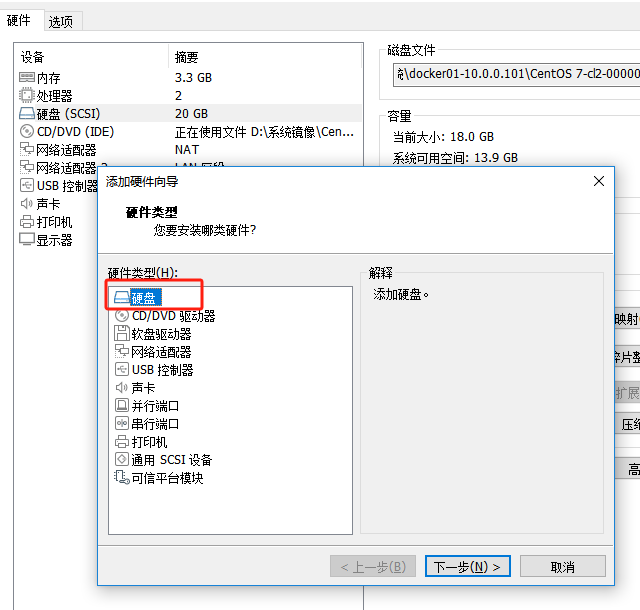 硬件 选项
设备 摘要
内存 3.3 GB
处理器 2
硬盘 (SCSI) 20 GB
CD/DVD (IDE) 正在使用文件 D:\系统镜像\Cen...
网络适配器 NAT
网络适配器 2 LAN 区段
USB 控制器
声卡
打印机
显示器
磁盘文件
\docker01-10.0.0.101\CentOS 7-cl2-00000
容量
当前大小: 18.0 GB
系统可用空间: 13.9 GB
添加硬件向导
硬件类型
您要安装哪类硬件?
硬件类型(H):
硬盘
CD/DVD 驱动器
软盘驱动器
网络适配器
USB 控制器
声卡
并行端口
串行端口
打印机
通用 SCSI 设备
可信平台模块
解释
添加硬盘。
映射
碎片整
扩展
压缩
高
< 上一步(B)
下一步(N) >
取消